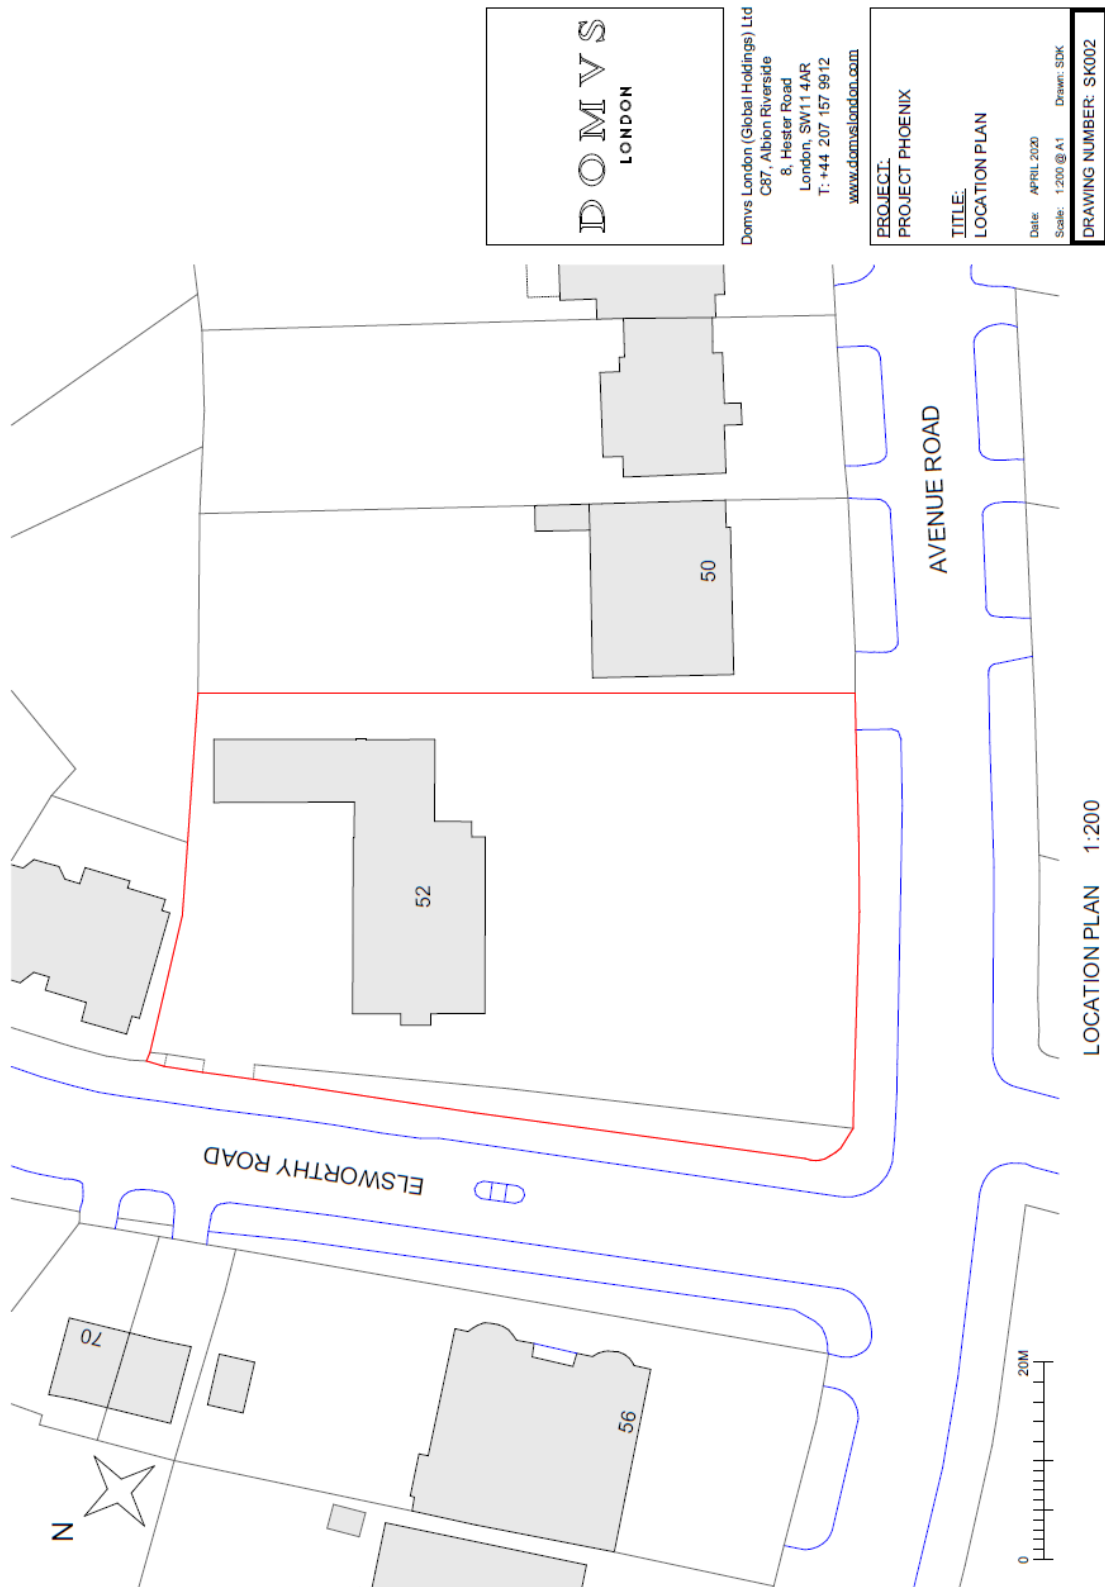 DOMVS
LONDON
Domvs London (Global Holdings) Ltd
C87, Albion Riverside
8, Hester Road
London, SW11 4AR
T: +44 207 157 9912
www.domvslondon.com
PROJECT:
PROJECT PHOENIX
TITLE:
LOCATION PLAN
Date: APRIL 2020
Scale: 1:200 @ A1 Drawn: SDK
DRAWING NUMBER: SK002
AVENUE ROAD
50
52
ELSWORTHY ROAD
70
56
N
0 20M
LOCATION PLAN 1:200